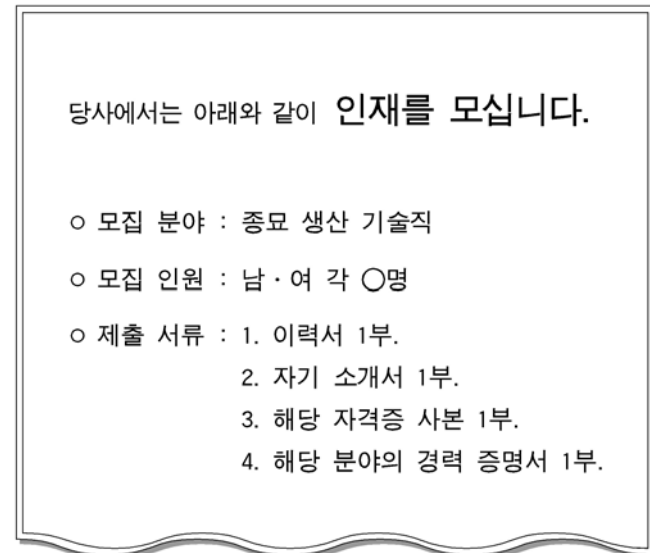 당사에서는 아래와 같이 인재를 모십니다.
○ 모집 분야 : 종묘 생산 기술직
○ 모집 인원 : 남·여 각 ○명
○ 제출 서류 : 1. 이력서 1부.
2. 자기 소개서 1부.
3. 해당 자격증 사본 1부.
4. 해당 분야의 경력 증명서 1부.